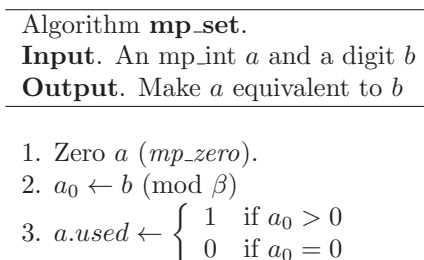 Algorithm mp_set.
Input. An mp_int a and a digit b
Output. Make a equivalent to b
1. Zero a (mp_zero).
2. a₀ ← b (mod β)
3. a.used ← { 1 if a₀ > 0
0 if a₀ = 0